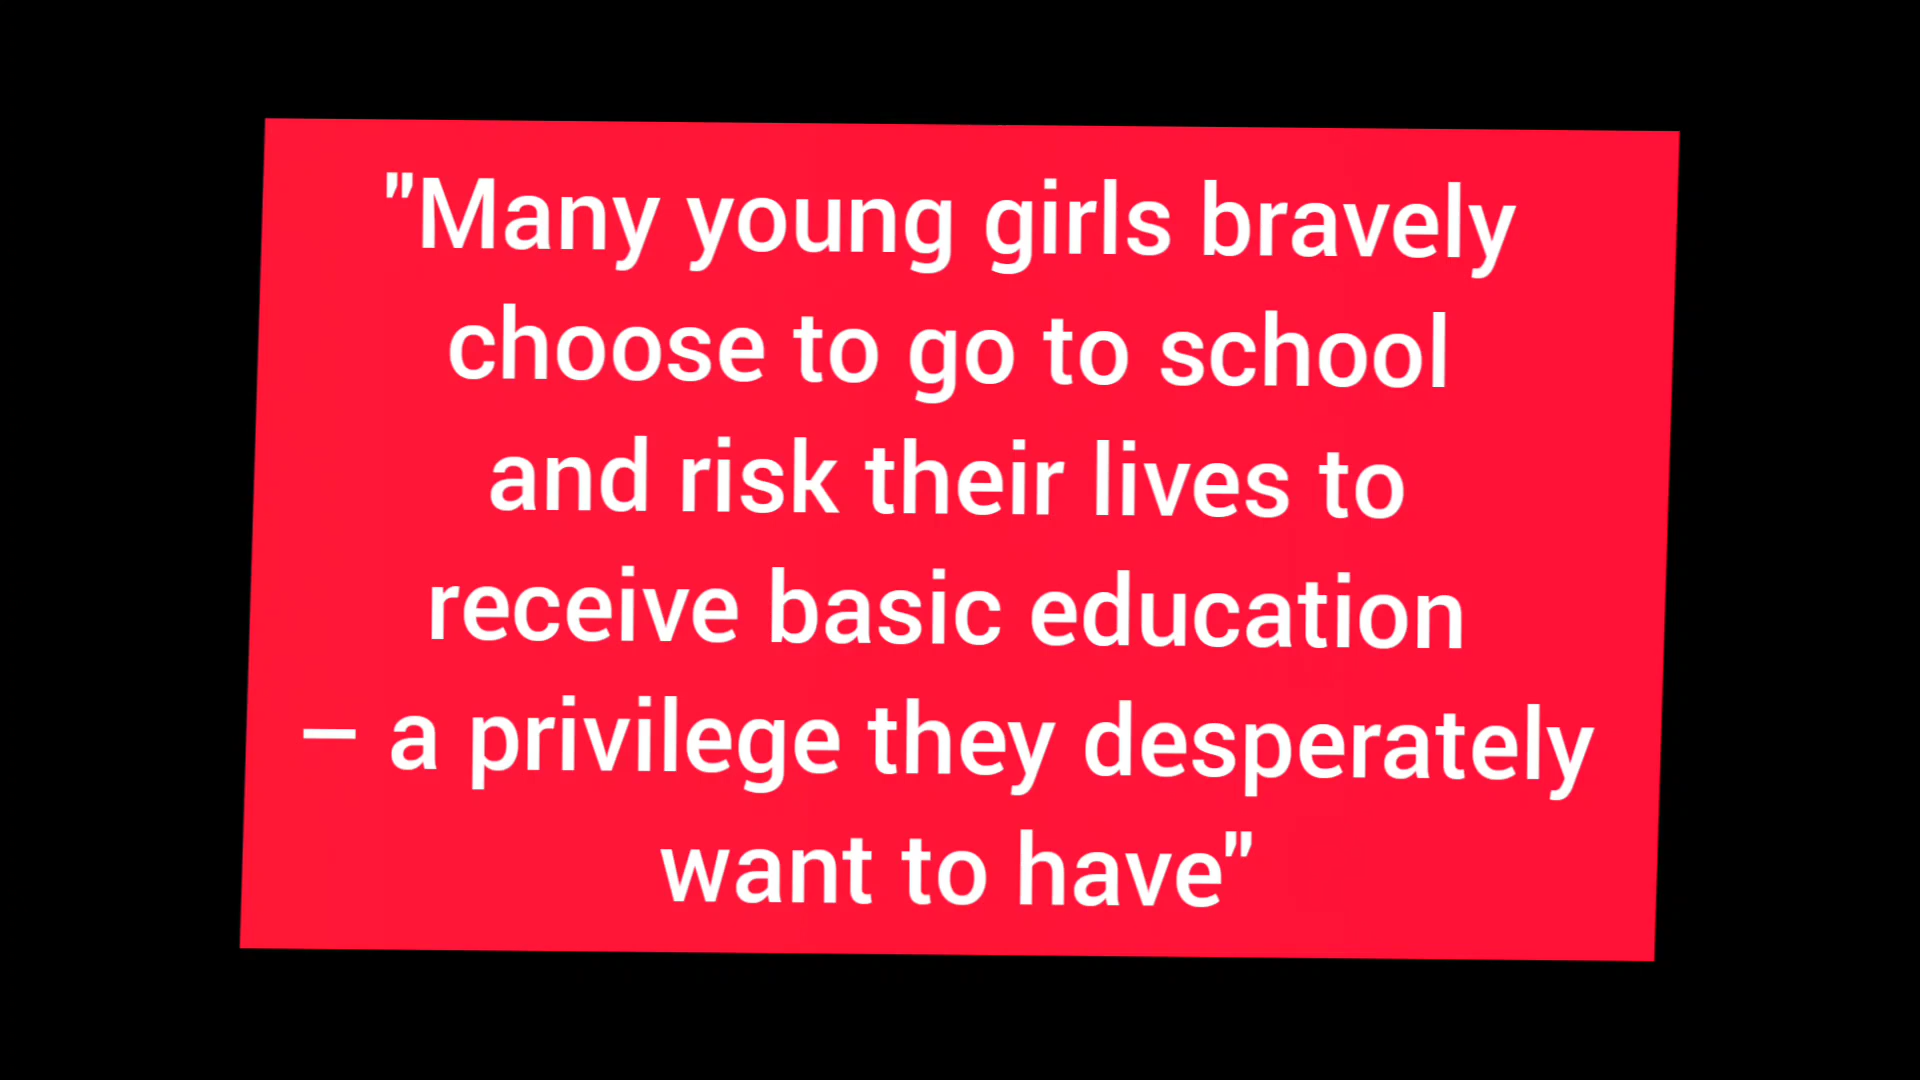 "Many young girls bravely
choose to go to school
and risk their lives to
receive basic education
– a privilege they desperately
want to have"